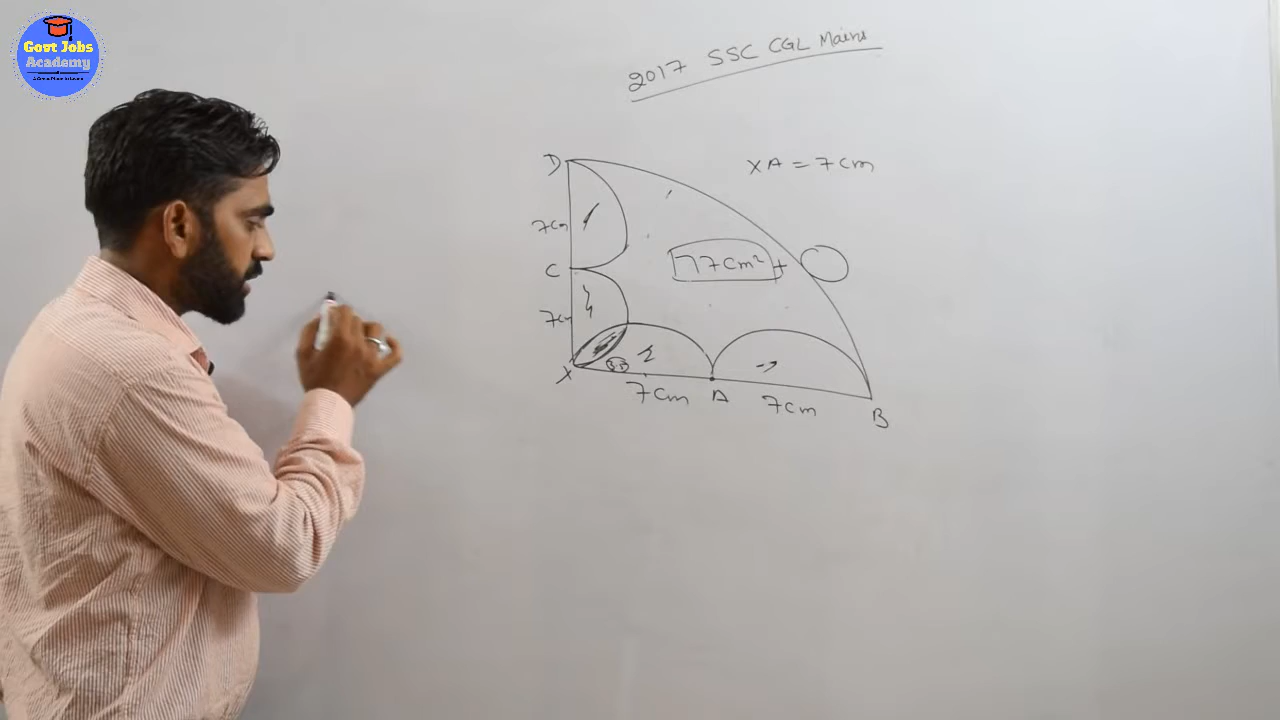 Govt Jobs
Academy
2017 SSC CGL Mains
D
XA = 7cm
7cm
77cm² +
C
7cm
X
7cm A 7cm
B